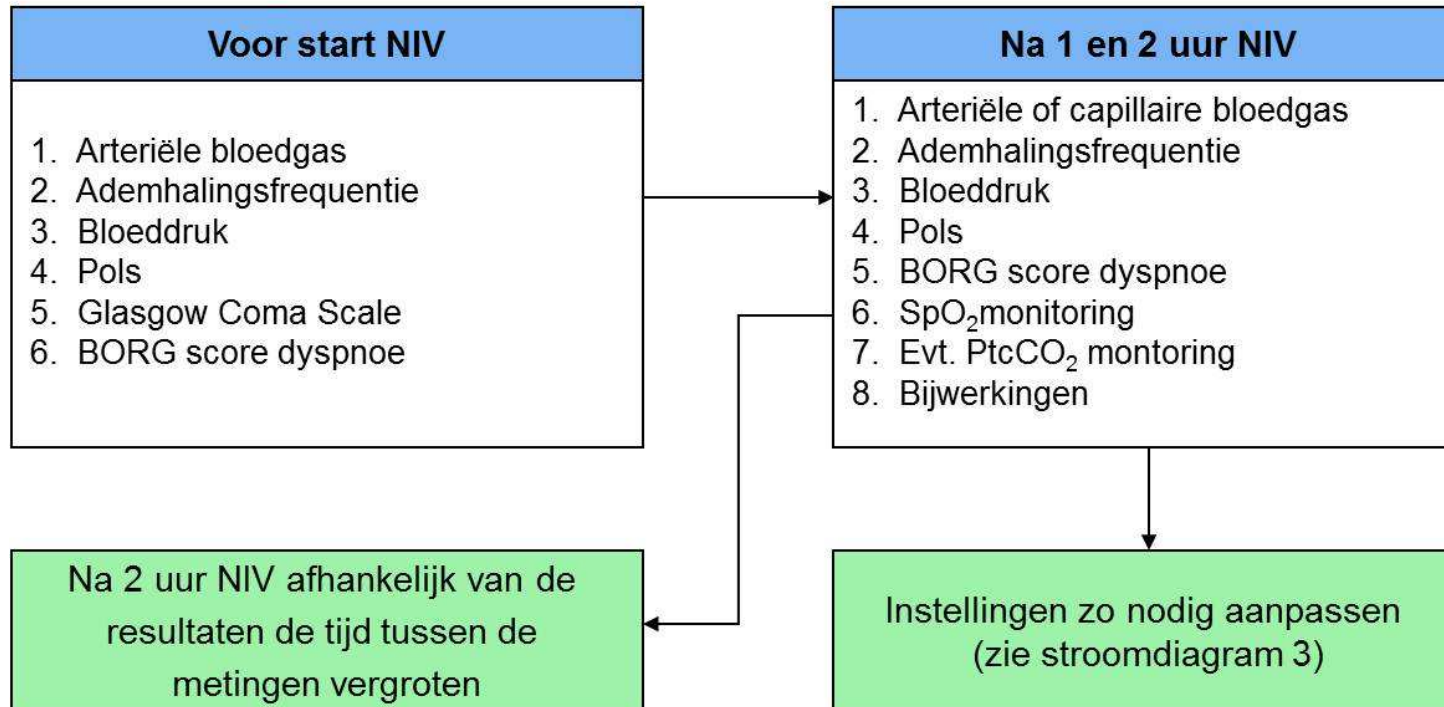 Voor start NIV
1. Arteriële bloedgas
2. Ademhalingsfrequentie
3. Bloeddruk
4. Pols
5. Glasgow Coma Scale
6. BORG score dyspnoe
Na 1 en 2 uur NIV
1. Arteriële of capillaire bloedgas
2. Ademhalingsfrequentie
3. Bloeddruk
4. Pols
5. BORG score dyspnoe
6. SpO₂monitoring
7. Evt. PtcCO₂ montoring
8. Bijwerkingen
Na 2 uur NIV afhankelijk van de
resultaten de tijd tussen de
metingen vergroten
Instellingen zo nodig aanpassen
(zie stroomdiagram 3)